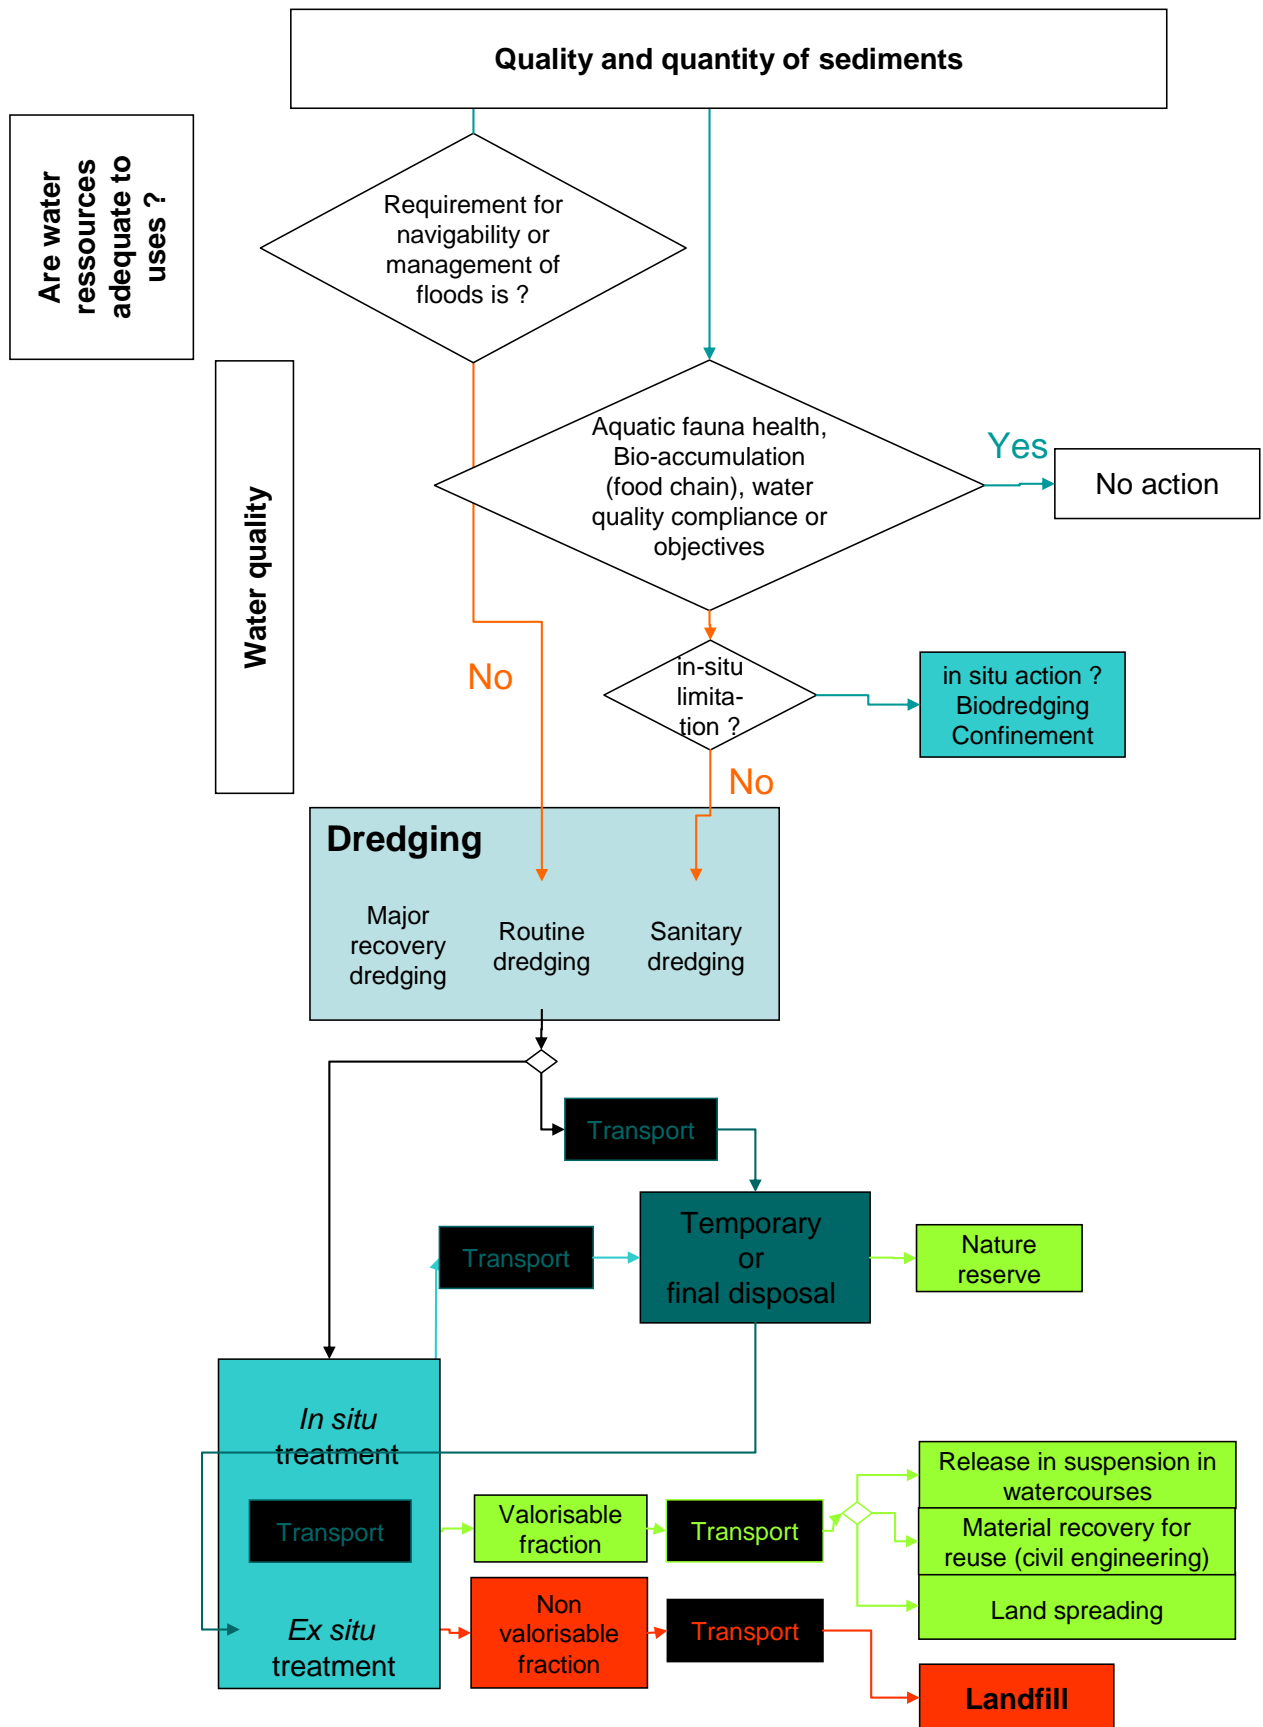 Quality and quantity of sediments
Are water
ressources
adequate to
uses ?
Requirement for
navigability or
management of
floods is ?
Water quality
Aquatic fauna health,
Bio-accumulation
(food chain), water
quality compliance or
objectives
Yes
No action
No
in-situ
limita-
tion ?
in situ action ?
Biodredging
Confinement
No
Dredging
Major
recovery
dredging
Routine
dredging
Sanitary
dredging
Transport
Transport
Temporary
or
final disposal
Nature
reserve
In situ
treatment
Transport
Ex situ
treatment
Valorisable
fraction
Transport
Release in suspension in
watercourses
Material recovery for
reuse (civil engineering)
Land spreading
Non
valorisable
fraction
Transport
Landfill